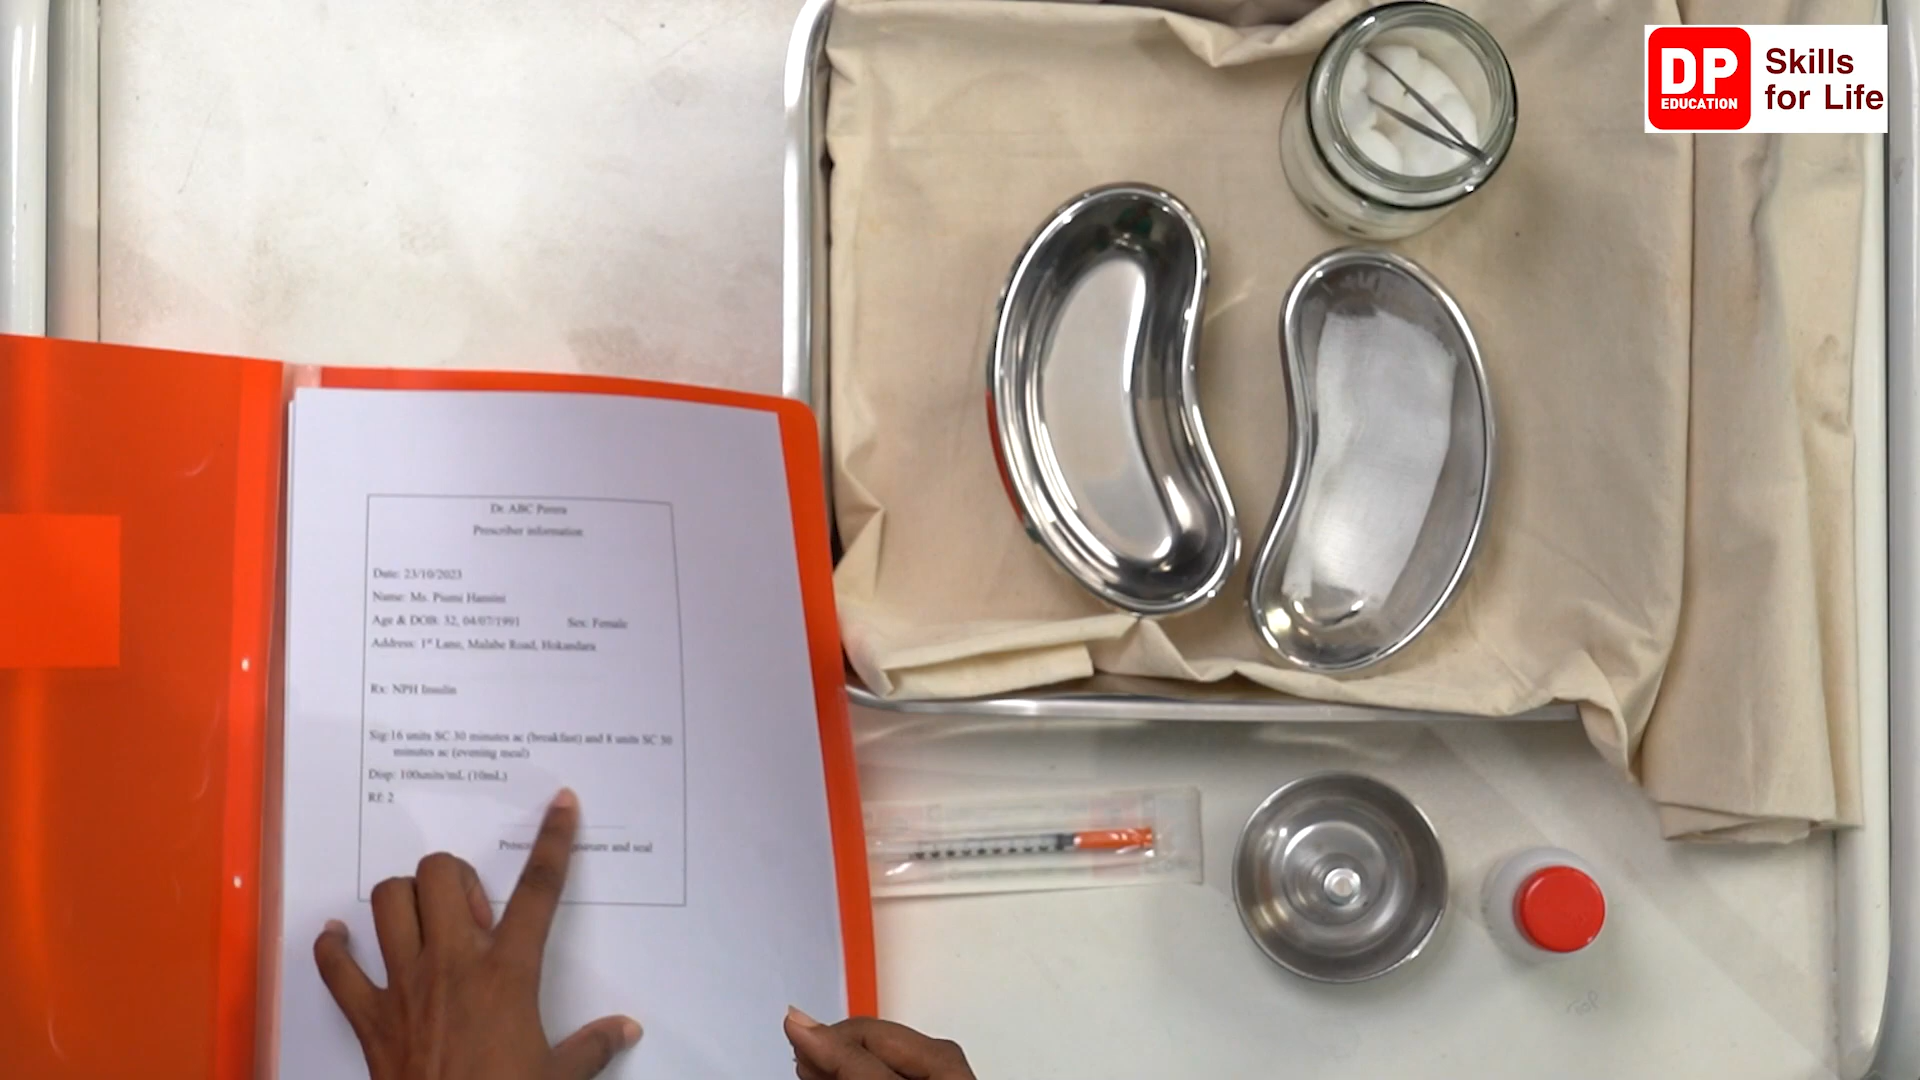 DP
EDUCATION
Skills
for Life
Dr. ABC Perera
Prescriber information
Date: 23/10/2023
Name: Ms. Piumi Hansini
Age & DOB: 32, 04/07/1991 Sex: Female
Address: 1st Lane, Malabe Road, Hokandara
Rx: NPH Insulin
Sig:16 units SC 30 minutes ac (breakfast) and 8 units SC 30
minutes ac (evening meal)
Disp: 100units/mL (10mL)
Rf: 2
and seal